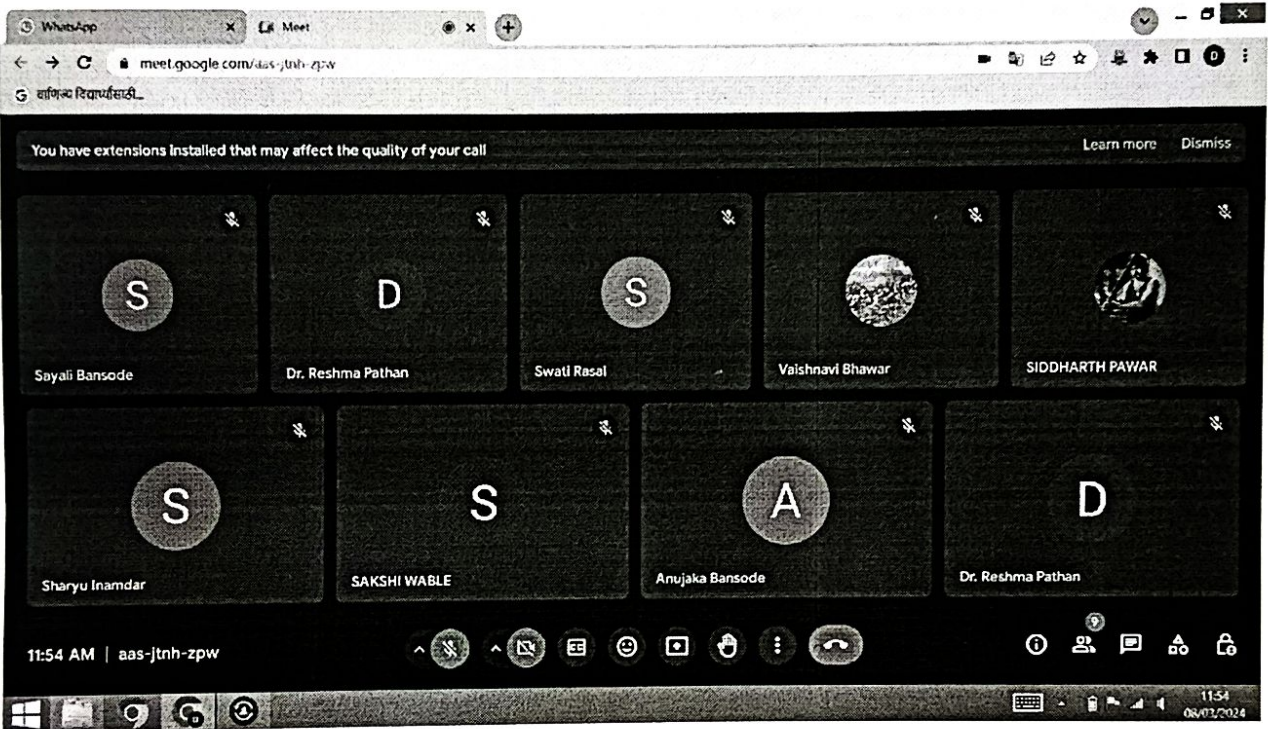 WhatsApp
Meet
meet.google.com/aas-jtnh-zpw
D
वाणिज्य विद्यार्थ्यांसाठी...
You have extensions installed that may affect the quality of your call
Learn more Dismiss
S
D
S
Sayali Bansode
Dr. Reshma Pathan
Swati Rasal
Vaishnavi Bhawar
SIDDHARTH PAWAR
S
S
A
D
Sharyu Inamdar
SAKSHI WABLE
Anujaka Bansode
Dr. Reshma Pathan
9
11:54 AM | aas-jtnh-zpw
11:54
08/03/2024